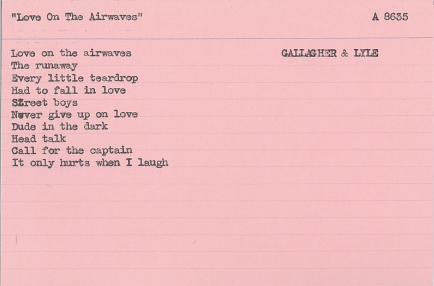 "Love On The Airwaves" A 8635
Love on the airwaves GALLAGHER & LYLE
The runaway
Every little teardrop
Had to fall in love
Street boys
Never give up on love
Dude in the dark
Head talk
Call for the captain
It only hurts when I laugh